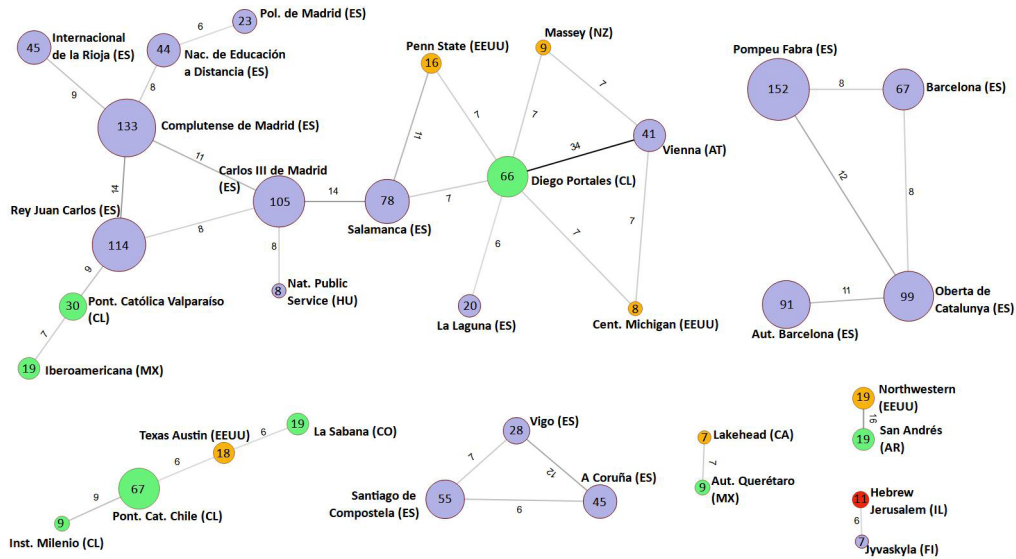 Internacional
de la Rioja (ES)
45
44
23
Pol. de Madrid (ES)
6
Nac. de Educación
a Distancia (ES)
9
8
133
Complutense de Madrid (ES)
14
11
Carlos III de Madrid
(ES)
105
Rey Juan Carlos (ES)
114
8
8
Nat. Public
Service (HU)
8
9
30
Pont. Católica Valparaíso
(CL)
7
19
Iberoamericana (MX)
14
78
Salamanca (ES)
Penn State (EEUU)
16
11
7
7
Massey (NZ)
9
7
7
41
Vienna (AT)
34
66
Diego Portales (CL)
6
20
La Laguna (ES)
7
7
8
Cent. Michigan (EEUU)
Pompeu Fabra (ES)
152
8
67
Barcelona (ES)
12
8
91
Aut. Barcelona (ES)
11
99
Oberta de
Catalunya (ES)
19
La Sabana (CO)
Texas Austin (EEUU)
18
6
6
67
Pont. Cat. Chile (CL)
9
9
Inst. Milenio (CL)
Vigo (ES)
28
7
12
A Coruña (ES)
45
Santiago de
Compostela (ES)
55
6
7
Lakehead (CA)
7
9
Aut. Querétaro
(MX)
19
Northwestern
(EEUU)
16
19
San Andrés
(AR)
11
Hebrew
Jerusalem (IL)
6
7
Jyvaskyla (FI)